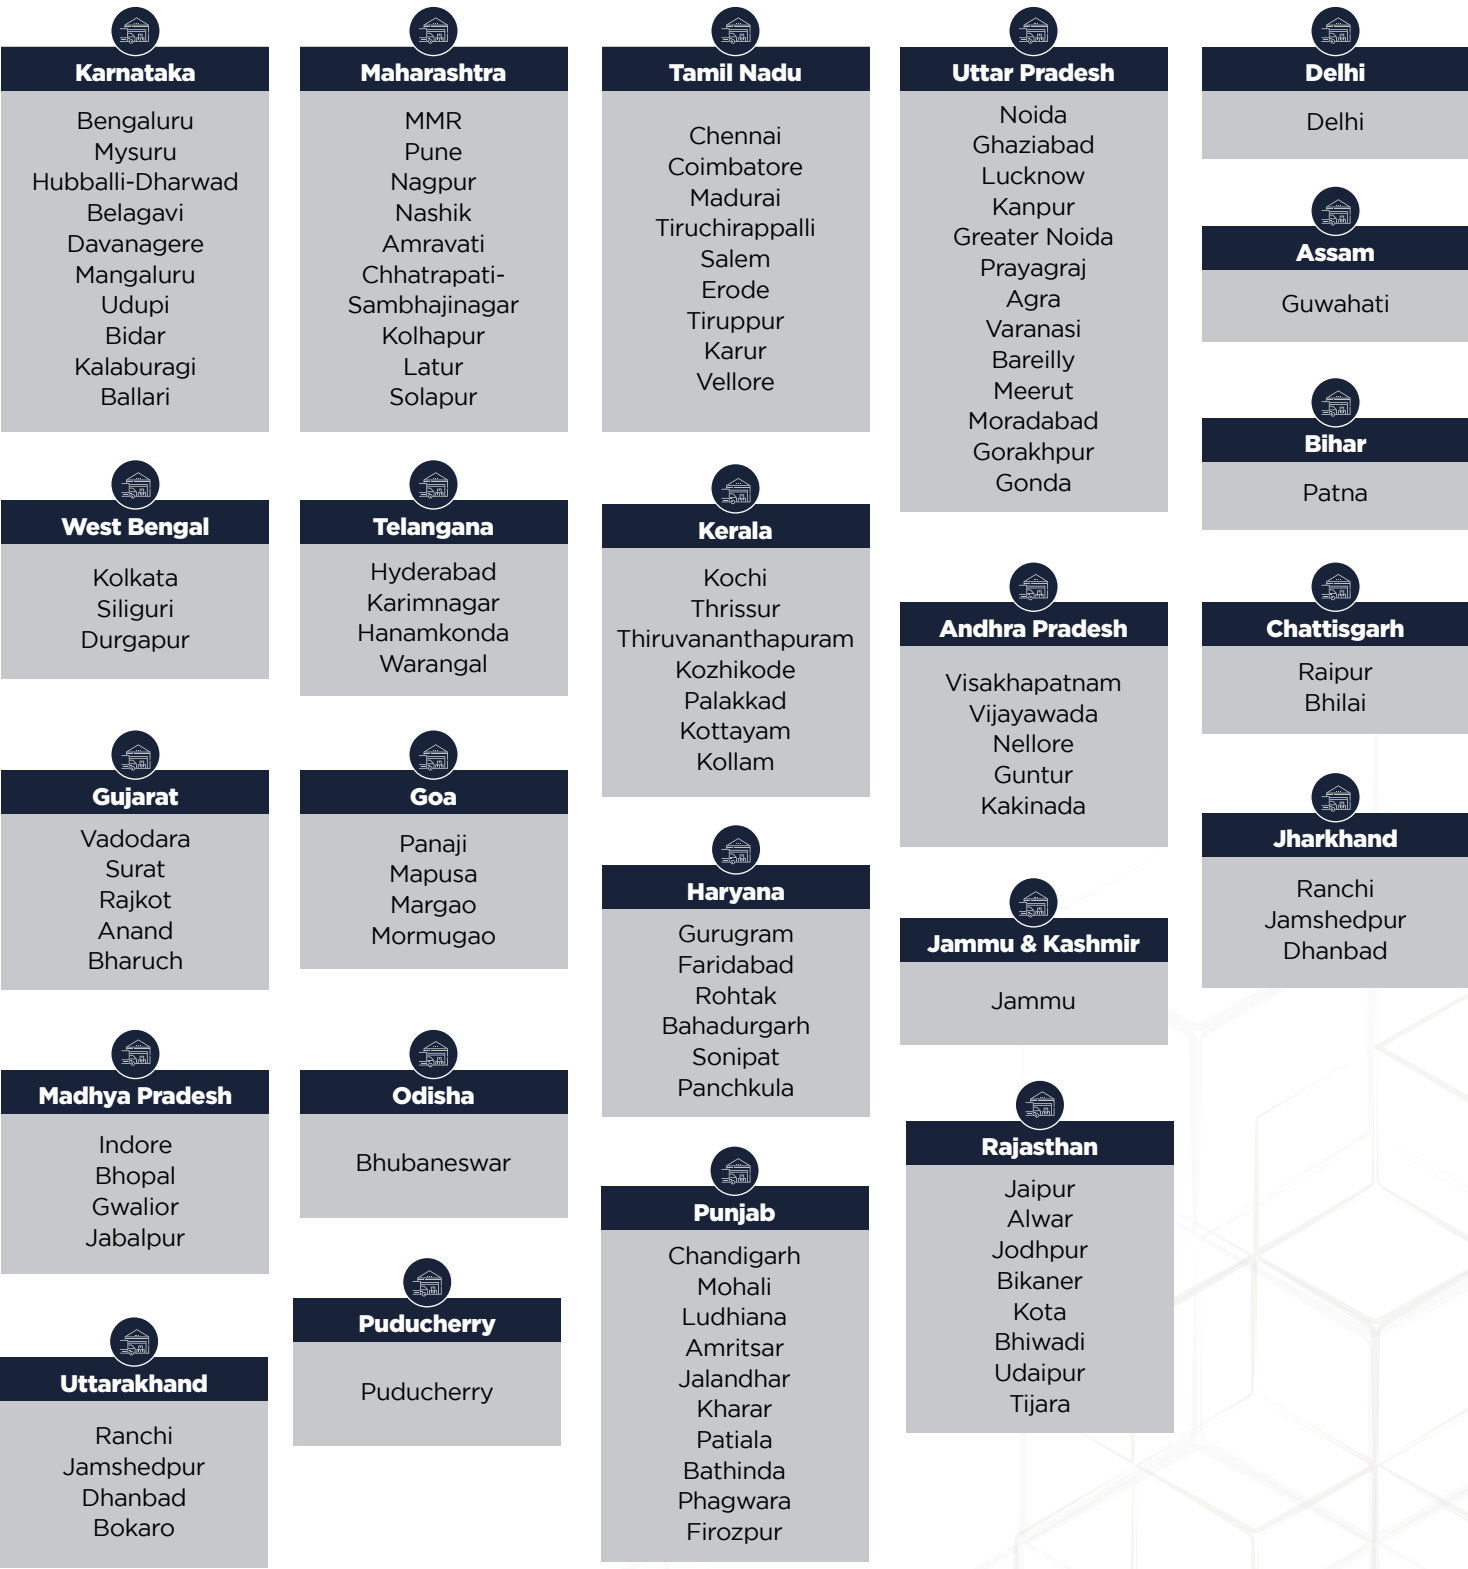 Karnataka
Bengaluru
Mysuru
Hubballi-Dharwad
Belagavi
Davanagere
Mangaluru
Udupi
Bidar
Kalaburagi
Ballari
West Bengal
Kolkata
Siliguri
Durgapur
Gujarat
Vadodara
Surat
Rajkot
Anand
Bharuch
Madhya Pradesh
Indore
Bhopal
Gwalior
Jabalpur
Uttarakhand
Ranchi
Jamshedpur
Dhanbad
Bokaro
Maharashtra
MMR
Pune
Nagpur
Nashik
Amravati
Chhatrapati-
Sambhajinagar
Kolhapur
Latur
Solapur
Telangana
Hyderabad
Karimnagar
Hanamkonda
Warangal
Goa
Panaji
Mapusa
Margao
Mormugao
Odisha
Bhubaneswar
Puducherry
Puducherry
Tamil Nadu
Chennai
Coimbatore
Madurai
Tiruchirappalli
Salem
Erode
Tiruppur
Karur
Vellore
Kerala
Kochi
Thrissur
Thiruvananthapuram
Kozhikode
Palakkad
Kottayam
Kollam
Haryana
Gurugram
Faridabad
Rohtak
Bahadurgarh
Sonipat
Panchkula
Punjab
Chandigarh
Mohali
Ludhiana
Amritsar
Jalandhar
Kharar
Patiala
Bathinda
Phagwara
Firozpur
Uttar Pradesh
Noida
Ghaziabad
Lucknow
Kanpur
Greater Noida
Prayagraj
Agra
Varanasi
Bareilly
Meerut
Moradabad
Gorakhpur
Gonda
Andhra Pradesh
Visakhapatnam
Vijayawada
Nellore
Guntur
Kakinada
Jammu & Kashmir
Jammu
Rajasthan
Jaipur
Alwar
Jodhpur
Bikaner
Kota
Bhiwadi
Udaipur
Tijara
Delhi
Delhi
Assam
Guwahati
Bihar
Patna
Chattisgarh
Raipur
Bhilai
Jharkhand
Ranchi
Jamshedpur
Dhanbad